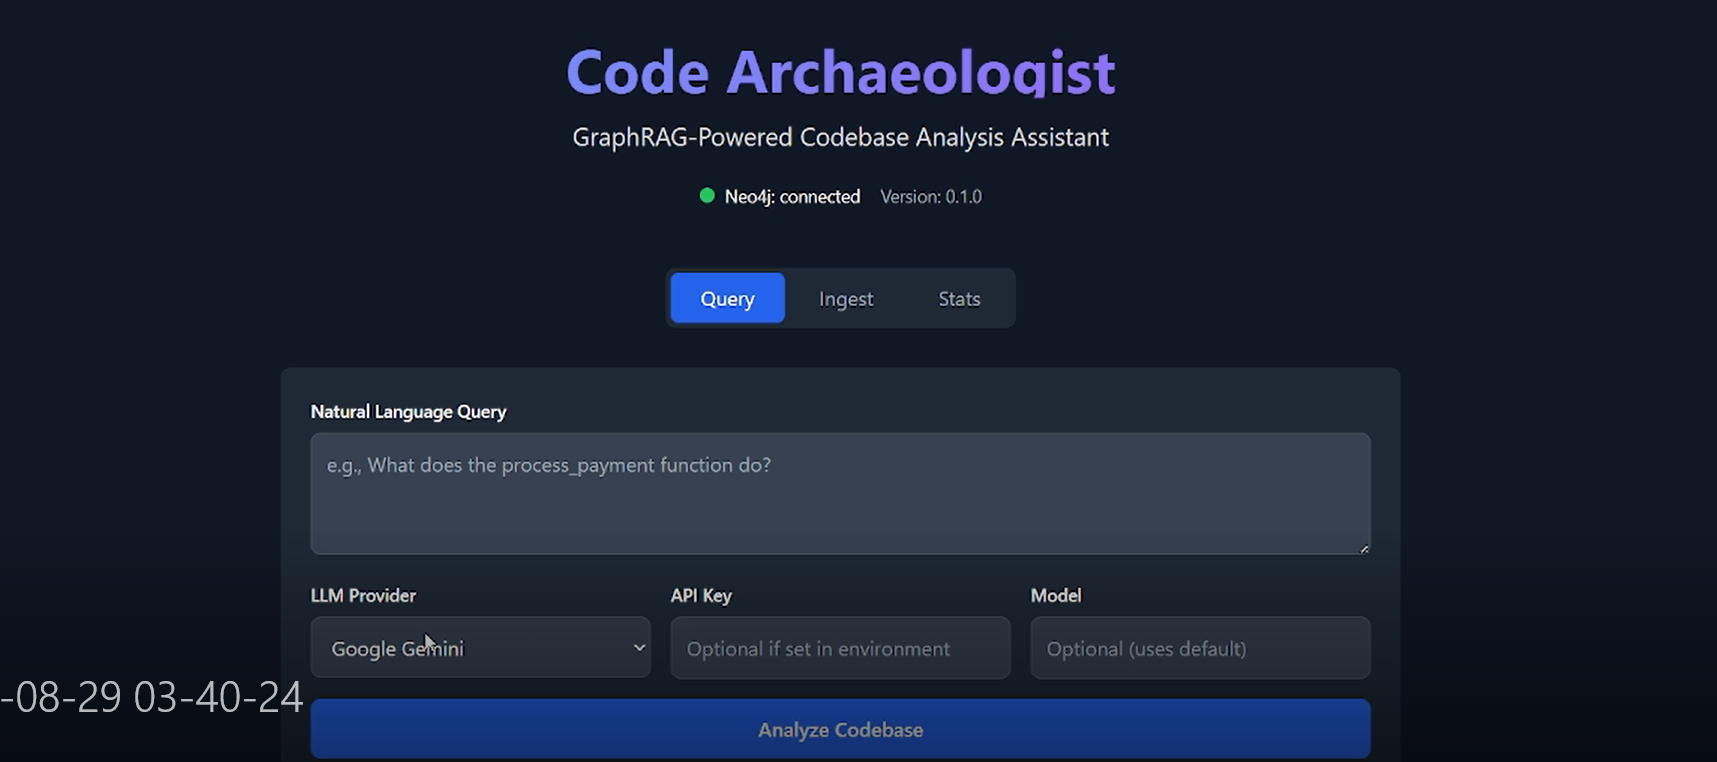 Code Archaeologist
GraphRAG-Powered Codebase Analysis Assistant
Neo4j: connected Version: 0.1.0
Query Ingest Stats
Natural Language Query
e.g., What does the process_payment function do?
LLM Provider API Key Model
Google Gemini Optional if set in environment Optional (uses default)
-08-29 03-40-24
Analyze Codebase